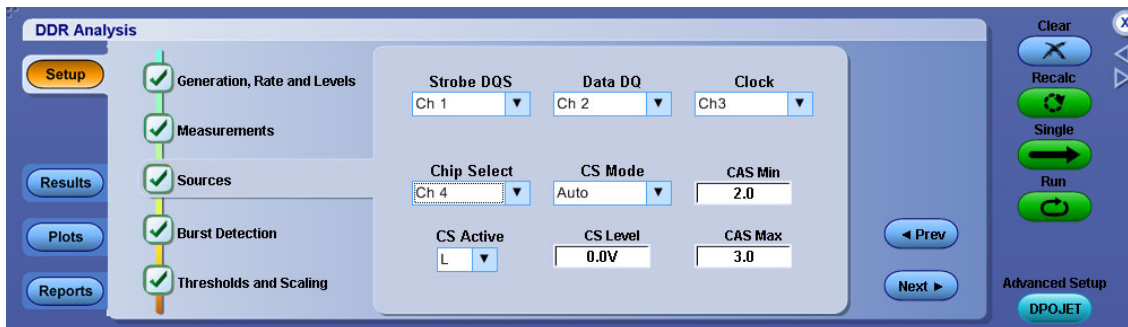 DDR Analysis
Clear
X
Setup
Generation, Rate and Levels
Strobe DQS
Data DQ
Clock
Ch 1
Ch 2
Ch3
Recalc
Measurements
Single
Results
Sources
Chip Select
CS Mode
CAS Min
Ch 4
Auto
2.0
Run
Plots
Burst Detection
CS Active
CS Level
CAS Max
L
0.0V
3.0
◄ Prev
Reports
Thresholds and Scaling
Next ►
Advanced Setup
DPOJET